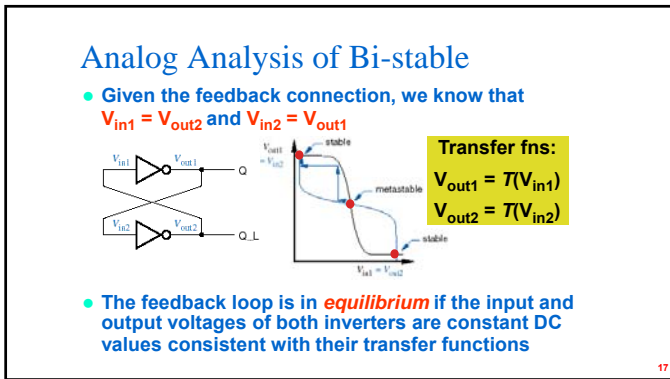 Analog Analysis of Bi-stable
• Given the feedback connection, we know that
Vin1 = Vout2 and Vin2 = Vout1
Vin1 Vout1 Q
Vin2 Vout2 Q_L
Vout1
= Vin2
stable
metastable
stable
Vin1 = Vout2
Transfer fns:
Vout1 = T(Vin1)
Vout2 = T(Vin2)
• The feedback loop is in equilibrium if the input and
output voltages of both inverters are constant DC
values consistent with their transfer functions
17